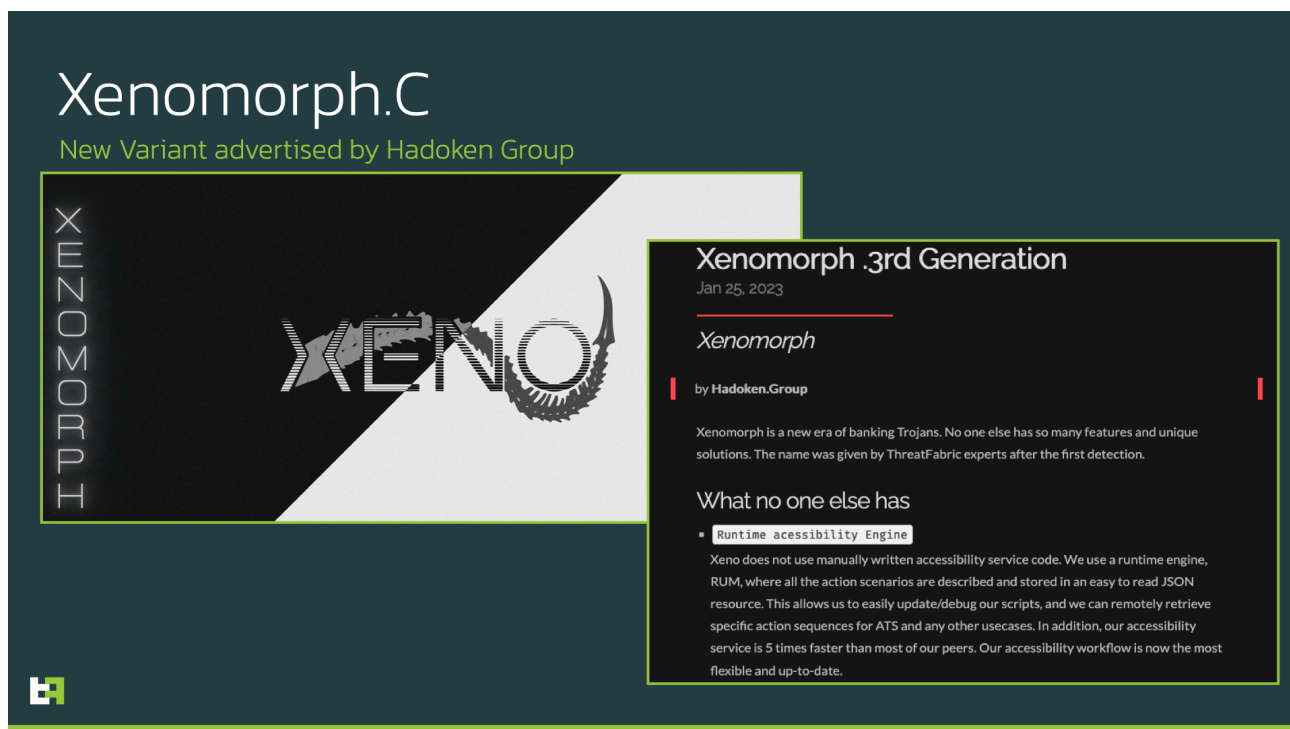 Xenomorph.C
New Variant advertised by Hadoken Group
XENOMORPH
XENO
Xenomorph .3rd Generation
Jan 25, 2023
Xenomorph
by Hadoken.Group
Xenomorph is a new era of banking Trojans. No one else has so many features and unique
solutions. The name was given by ThreatFabric experts after the first detection.
What no one else has
Runtime acessibility Engine
Xeno does not use manually written accessibility service code. We use a runtime engine,
RUM, where all the action scenarios are described and stored in an easy to read JSON
resource. This allows us to easily update/debug our scripts, and we can remotely retrieve
specific action sequences for ATS and any other usecases. In addition, our accessibility
service is 5 times faster than most of our peers. Our accessibility workflow is now the most
flexible and up-to-date.